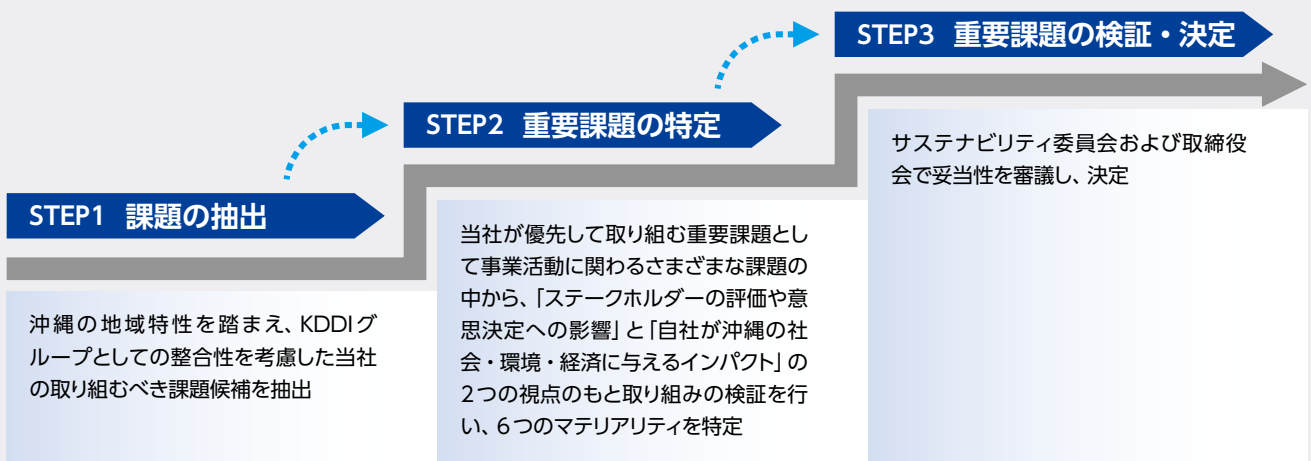 STEP1 課題の抽出
沖縄の地域特性を踏まえ、KDDIグ
ループとしての整合性を考慮した当社
の取り組むべき課題候補を抽出
STEP2 重要課題の特定
当社が優先して取り組む重要課題とし
て事業活動に関わるさまざまな課題の
中から、「ステークホルダーの評価や意
思決定への影響」と「自社が沖縄の社
会・環境・経済に与えるインパクト」の
2つの視点のもと取り組みの検証を行
い、6つのマテリアリティを特定
STEP3 重要課題の検証・決定
サステナビリティ委員会および取締役
会で妥当性を審議し、決定